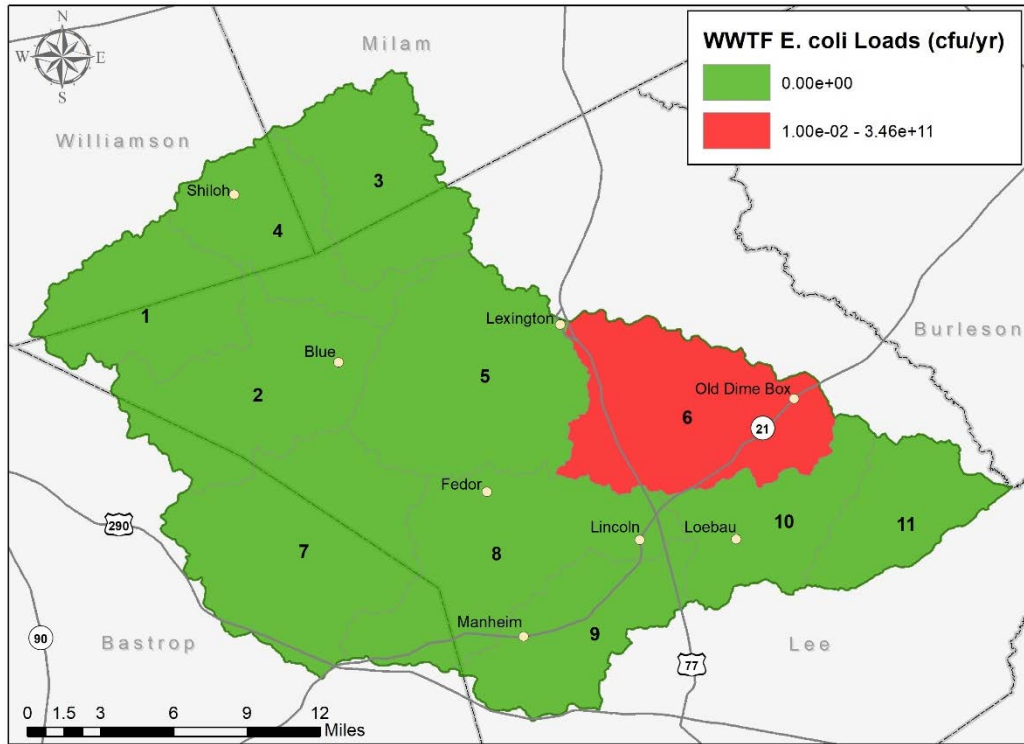 N
W E
S
Milam
WWTF E. coli Loads (cfu/yr)
0.00e+00
1.00e-02 - 3.46e+11
Williamson
3
Shiloh
4
1
Lexington
Burleson
Blue
5
2
Old Dime Box
6
21
Fedor
290
Lincoln
Loebau
10
11
7
8
Manheim
9
90
Bastrop
Lee
77
0 1.5 3 6 9 12
Miles